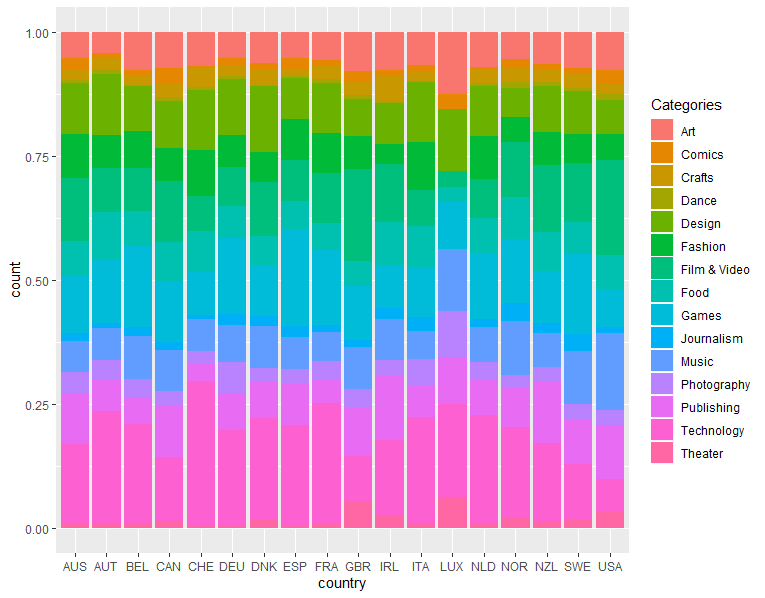 1.00
0.75
0.50
0.25
0.00
count
AUS AUT BEL CAN CHE DEU DNK ESP FRA GBR IRL ITA LUX NLD NOR NZL SWE USA
country
Categories
Art
Comics
Crafts
Dance
Design
Fashion
Film & Video
Food
Games
Journalism
Music
Photography
Publishing
Technology
Theater